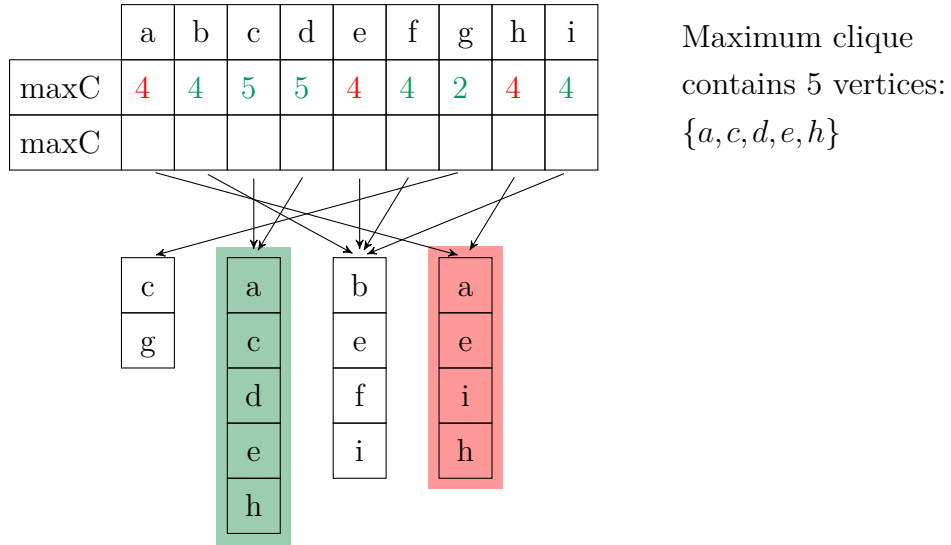 a b c d e f g h i
maxC 4 4 5 5 4 4 2 4 4
maxC
Maximum clique
contains 5 vertices:
{a, c, d, e, h}
c a b a
g c e e
d f i
e i h
h